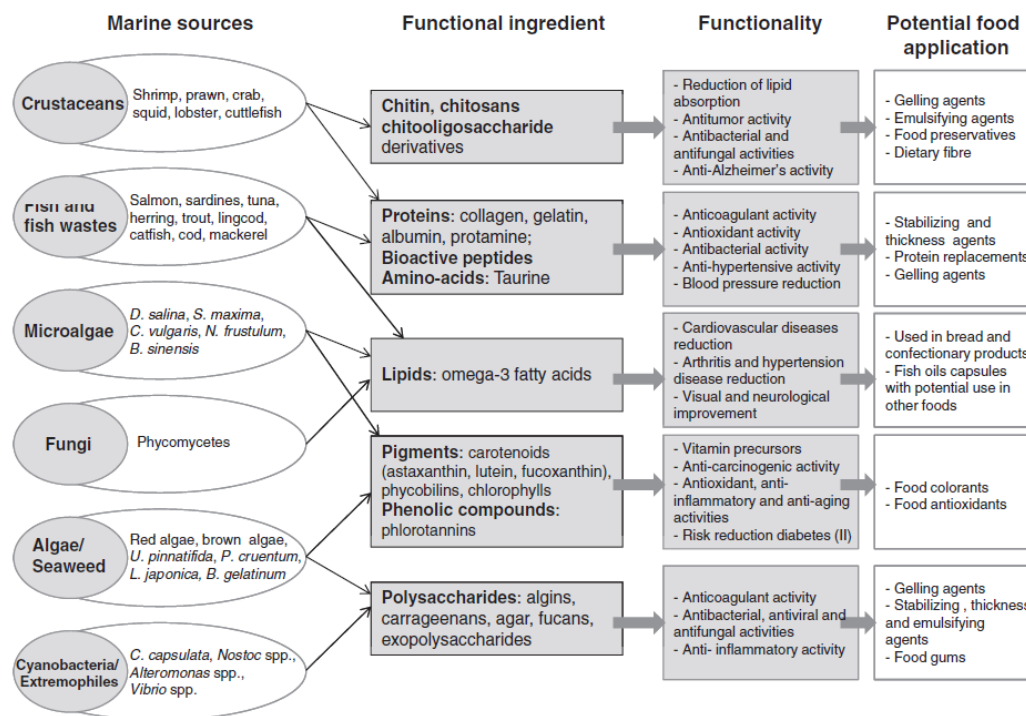 Marine sources
Functional ingredient
Functionality
Potential food
application
Crustaceans
Shrimp, prawn, crab,
squid, lobster, cuttlefish
Chitin, chitosans
chitooligosaccharide
derivatives
- Reduction of lipid
absorption
- Antitumor activity
- Antibacterial and
antifungal activities
- Anti-Alzheimer's activity
- Gelling agents
- Emulsifying agents
- Food preservatives
- Dietary fibre
Fish and
fish wastes
Salmon, sardines, tuna,
herring, trout, lingcod,
catfish, cod, mackerel
Proteins: collagen, gelatin,
albumin, protamine;
Bioactive peptides
Amino-acids: Taurine
- Anticoagulant activity
- Antioxidant activity
- Antibacterial activity
- Anti-hypertensive activity
- Blood pressure reduction
- Stabilizing and
thickness agents
- Protein replacements
- Gelling agents
Microalgae
D. salina, S. maxima,
C. vulgaris, N. frustulum,
B. sinensis
Lipids: omega-3 fatty acids
- Cardiovascular diseases
reduction
- Arthritis and hypertension
disease reduction
- Visual and neurological
improvement
- Used in bread and
confectionary products
- Fish oils capsules
with potential use in
other foods
Fungi
Phycomycetes
Pigments: carotenoids
(astaxanthin, lutein, fucoxanthin),
phycobilins, chlorophylls
Phenolic compounds:
phlorotannins
- Vitamin precursors
- Anti-carcinogenic activity
- Antioxidant, anti-
inflammatory and anti-aging
activities
- Risk reduction diabetes (II)
- Food colorants
- Food antioxidants
Algae/
Seaweed
Red algae, brown algae,
U. pinnatifida, P. cruentum,
L. japonica, B. gelatinum
Polysaccharides: algins,
carrageenans, agar, fucans,
exopolysaccharides
- Anticoagulant activity
- Antibacterial, antiviral and
antifungal activities
- Anti- inflammatory activity
- Gelling agents
- Stabilizing , thickness
and emulsifying
agents
- Food gums
Cyanobacteria/
Extremophiles
C. capsulata, Nostoc spp.,
Alteromonas spp.,
Vibrio spp.